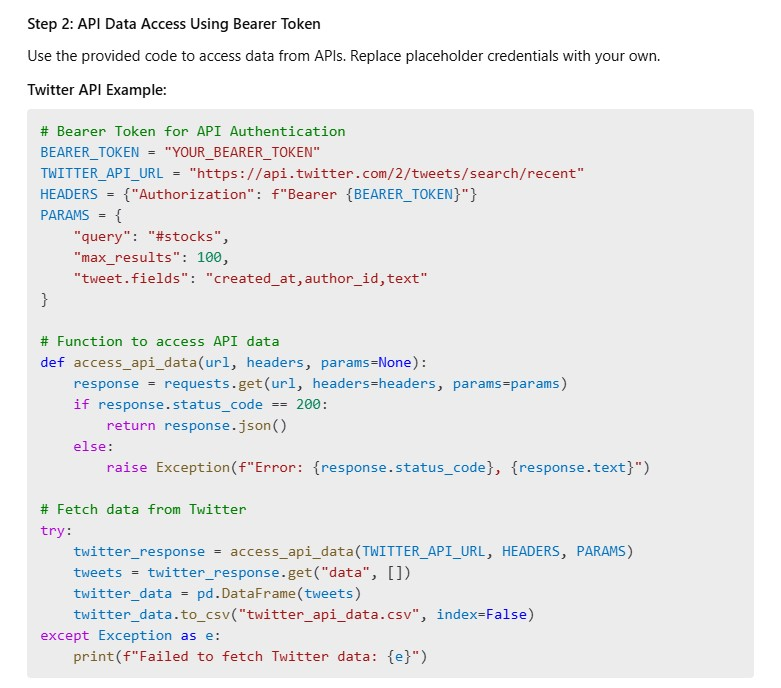 Step 2: API Data Access Using Bearer Token
Use the provided code to access data from APIs. Replace placeholder credentials with your own.
Twitter API Example:
# Bearer Token for API Authentication
BEARER_TOKEN = "YOUR_BEARER_TOKEN"
TWITTER_API_URL = "https://api.twitter.com/2/tweets/search/recent"
HEADERS = {"Authorization": f"Bearer {BEARER_TOKEN}"}
PARAMS = {
    "query": "#stocks",
    "max_results": 100,
    "tweet.fields": "created_at,author_id,text"
}
# Function to access API data
def access_api_data(url, headers, params=None):
    response = requests.get(url, headers=headers, params=params)
    if response.status_code == 200:
        return response.json()
    else:
        raise Exception(f"Error: {response.status_code}, {response.text}")
# Fetch data from Twitter
try:
    twitter_response = access_api_data(TWITTER_API_URL, HEADERS, PARAMS)
    tweets = twitter_response.get("data", [])
    twitter_data = pd.DataFrame(tweets)
    twitter_data.to_csv("twitter_api_data.csv", index=False)
except Exception as e:
    print(f"Failed to fetch Twitter data: {e}")